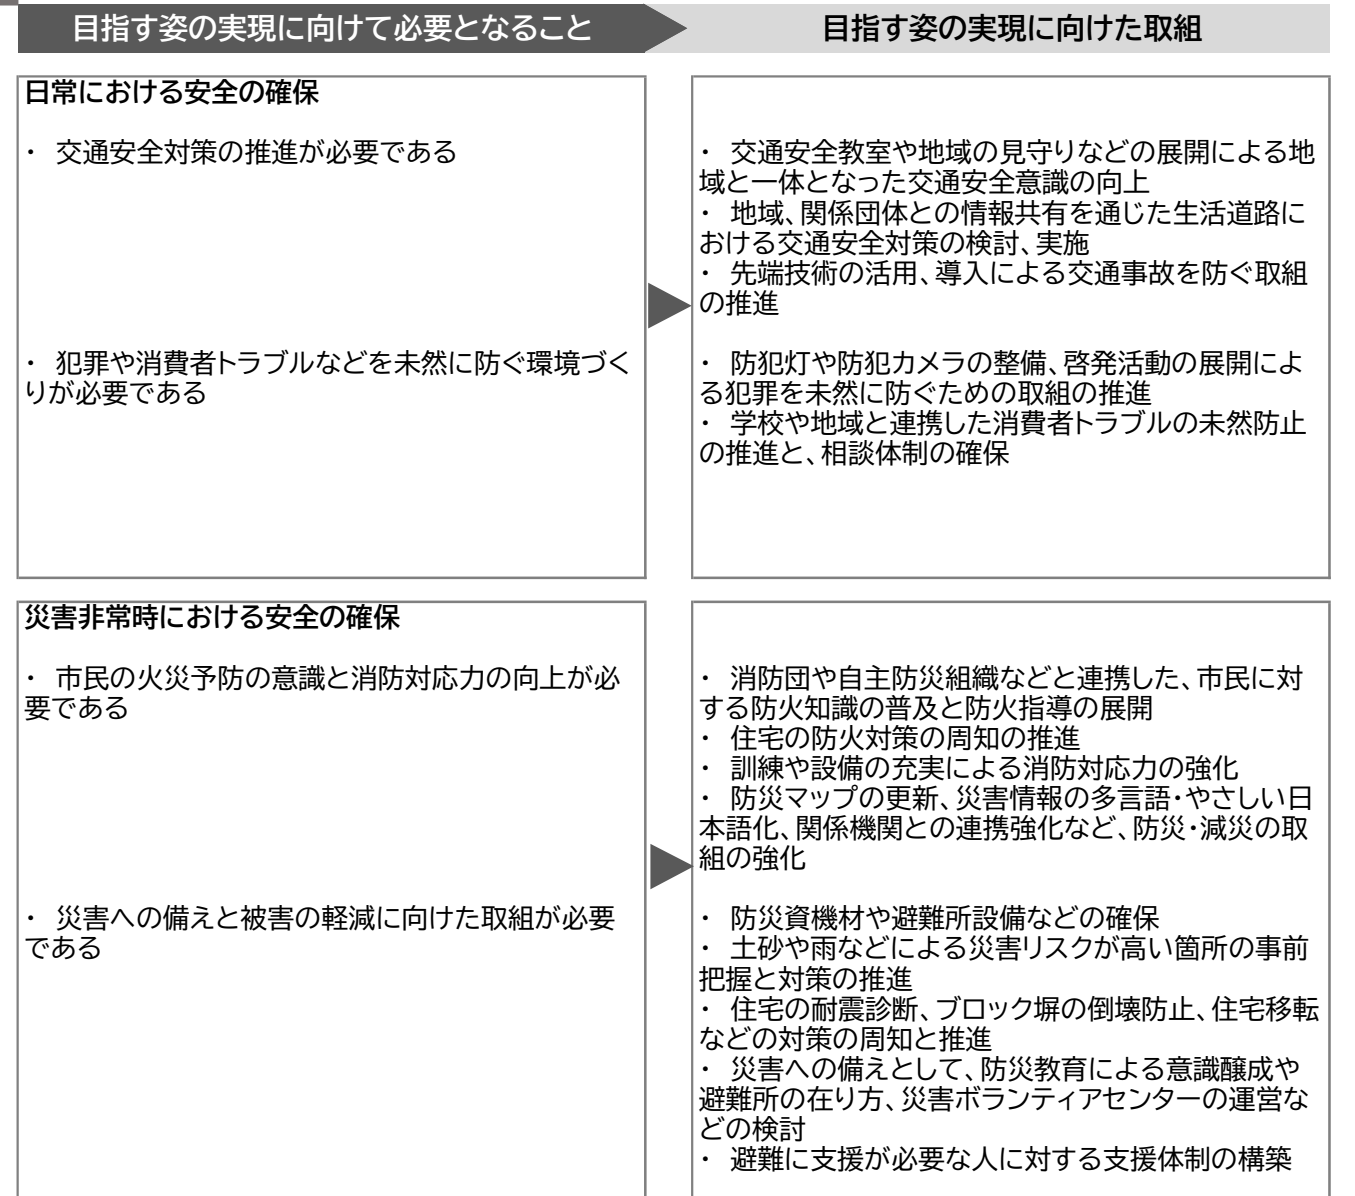 目指す姿の実現に向けて必要となること
目指す姿の実現に向けた取組
日常における安全の確保
・ 交通安全対策の推進が必要である
・ 犯罪や消費者トラブルなどを未然に防ぐ環境づく
りが必要である
・ 交通安全教室や地域の見守りなどの展開による地
域と一体となった交通安全意識の向上
・ 地域、関係団体との情報共有を通じた生活道路に
おける交通安全対策の検討、実施
・ 先端技術の活用、導入による交通事故を防ぐ取組
の推進
・ 防犯灯や防犯カメラの整備、啓発活動の展開によ
る犯罪を未然に防ぐための取組の推進
・ 学校や地域と連携した消費者トラブルの未然防止
の推進と、相談体制の確保
災害非常時における安全の確保
・ 市民の火災予防の意識と消防対応力の向上が必
要である
・ 災害への備えと被害の軽減に向けた取組が必要
である
・ 消防団や自主防災組織などと連携した、市民に対
する防火知識の普及と防火指導の展開
・ 住宅の防火対策の周知の推進
・ 訓練や設備の充実による消防対応力の強化
・ 防災マップの更新、災害情報の多言語・やさしい日
本語化、関係機関との連携強化など、防災・減災の取
組の強化
・ 防災資機材や避難所設備などの確保
・ 土砂や雨などによる災害リスクが高い箇所の事前
把握と対策の推進
・ 住宅の耐震診断、ブロック塀の倒壊防止、住宅移転
などの対策の周知と推進
・ 災害への備えとして、防災教育による意識醸成や
避難所の在り方、災害ボランティアセンターの運営な
どの検討
・ 避難に支援が必要な人に対する支援体制の構築